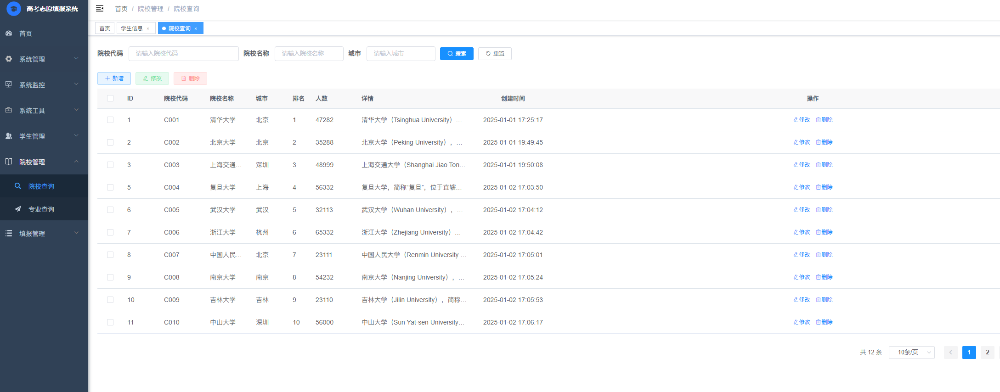 高考志愿填报系统
首页
系统管理
系统监控
系统工具
学生管理
院校管理
院校查询
专业查询
填报管理
首页 / 院校管理 / 院校查询
首页 学生信息 × 院校查询 ×
院校代码 请输入院校代码 院校名称 请输入院校名称 城市 请输入城市 搜索 重置
新增 修改 删除
ID 院校代码 院校名称 城市 排名 人数 详情 创建时间 操作
1 C001 清华大学 北京 1 47282 清华大学（Tsinghua University）… 2025-01-01 17:25:17 修改 删除
2 C002 北京大学 北京 2 35288 北京大学（Peking University），… 2025-01-01 19:49:45 修改 删除
3 C003 上海交通… 深圳 3 48999 上海交通大学（Shanghai Jiao Ton… 2025-01-01 19:50:08 修改 删除
5 C004 复旦大学 上海 4 56332 复旦大学，简称“复旦”，位于直辖… 2025-01-02 17:03:50 修改 删除
6 C005 武汉大学 武汉 5 32113 武汉大学（Wuhan University），… 2025-01-02 17:04:12 修改 删除
7 C006 浙江大学 杭州 6 65332 浙江大学（Zhejiang University）… 2025-01-02 17:04:42 修改 删除
8 C007 中国人民… 北京 7 23111 中国人民大学（Renmin University … 2025-01-02 17:05:01 修改 删除
9 C008 南京大学 南京 8 54232 南京大学（Nanjing University），… 2025-01-02 17:05:24 修改 删除
10 C009 吉林大学 吉林 9 23110 吉林大学（Jilin University），简称… 2025-01-02 17:05:53 修改 删除
11 C010 中山大学 深圳 10 56000 中山大学（Sun Yat-sen University… 2025-01-02 17:06:17 修改 删除
共 12 条 10条/页 1 2